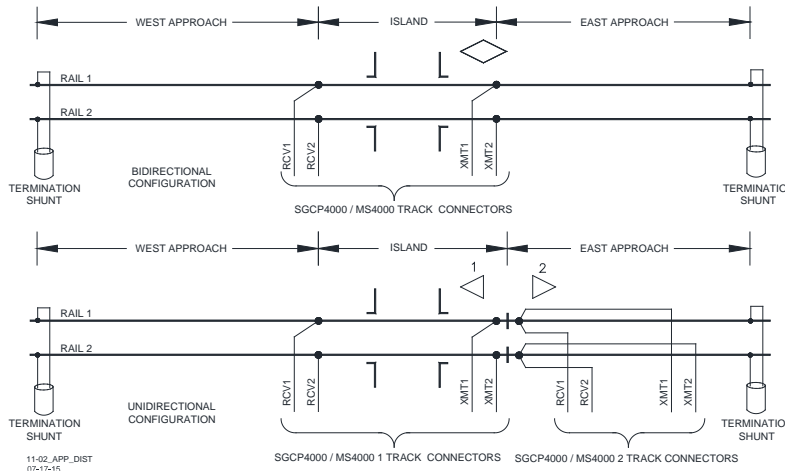 WEST APPROACH
ISLAND
EAST APPROACH
RAIL 1
RAIL 2
RCV1
RCV2
XMT1
XMT2
TERMINATION
SHUNT
BIDIRECTIONAL
CONFIGURATION
TERMINATIO
SHUNT
SGCP4000 / MS4000 TRACK CONNECTORS
WEST APPROACH
ISLAND
EAST APPROACH
1
2
RAIL 1
RAIL 2
RCV1
RCV2
XMT1
XMT2
RCV1
RCV2
XMT1
XMT2
TERMINATION
SHUNT
UNIDIRECTIONAL
CONFIGURATION
TERMINATIO
SHUNT
SGCP4000 / MS4000 1 TRACK CONNECTORS
SGCP4000 / MS4000 2 TRACK CONNECTORS
11-02_APP_DIST
07-17-15